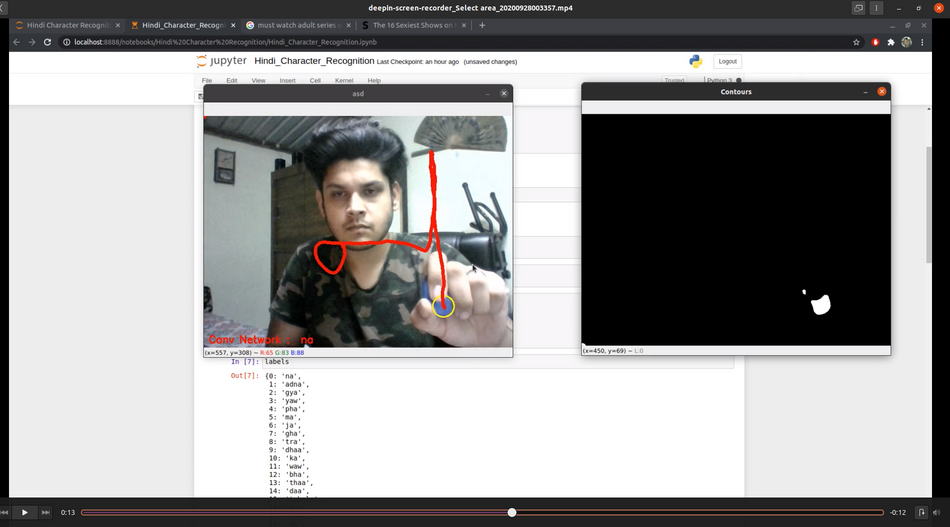 deepin-screen-recorder_Select area_20200928003357.mp4
Hindi Character Recogni
Hindi_Character_Recogn
must watch adult series o
The 16 Sexiest Shows on
localhost:8888/notebooks/Hindi%20Character%20Recognition/Hindi_Character_Recognition.ipynb
jupyter Hindi_Character_Recognition Last Checkpoint: an hour ago (unsaved changes)
Logout
File Edit View Insert Cell Kernel Help
Trusted
Python 3
asd
Contours
Conv Network : na
(x=557, y=308) ~ R:65 G:83 B:88
(x=450, y=69) ~ L:0
In [7]: labels
Out[7]: {0: 'na',
1: 'adna',
2: 'gya',
3: 'yaw',
4: 'pha',
5: 'ma',
6: 'ja',
7: 'gha',
8: 'tra',
9: 'dhaa',
10: 'ka',
11: 'waw',
12: 'bha',
13: 'thaa',
14: 'daa',
0:13
-0:12